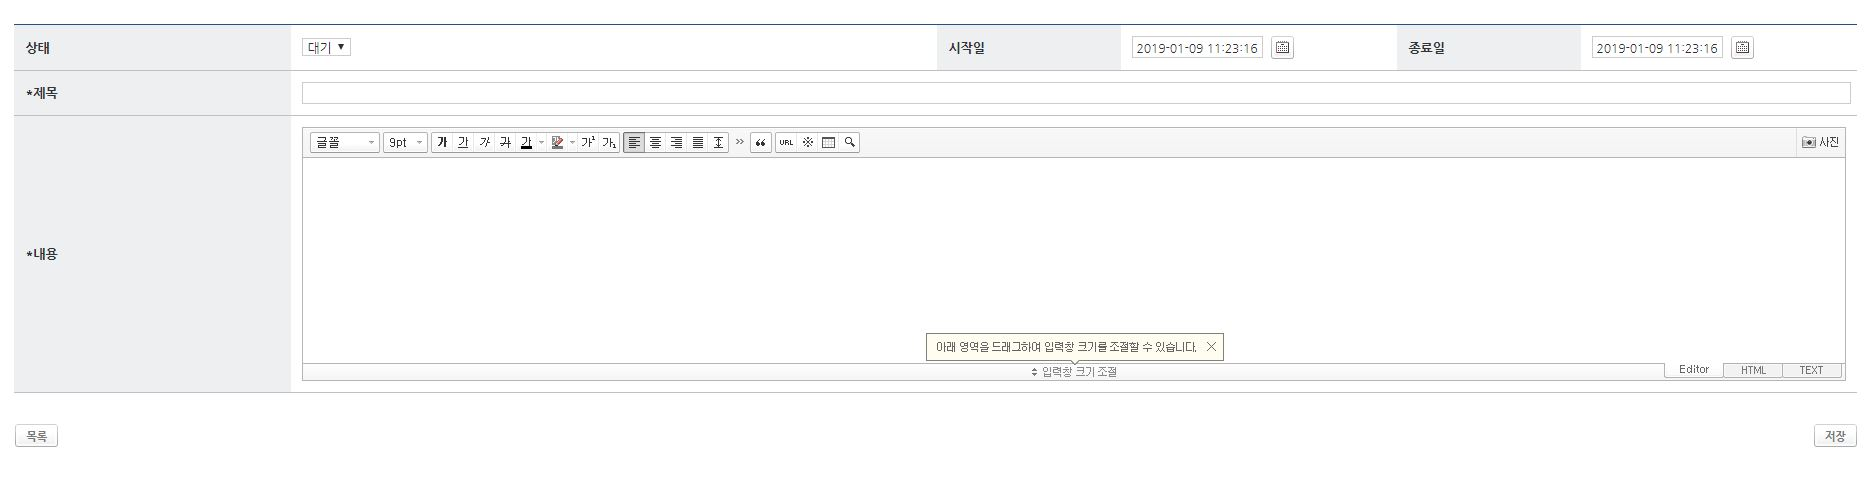 상태 대기 ▼ 시작일 2019-01-09 11:23:16 종료일 2019-01-09 11:23:16
*제목
글꼴 9pt 가 가 가 가 가 가¹ 가₁ » “ URL ※ 사진
*내용
아래 영역을 드래그하여 입력창 크기를 조절할 수 있습니다.
입력창 크기 조절 Editor HTML TEXT
목록 저장